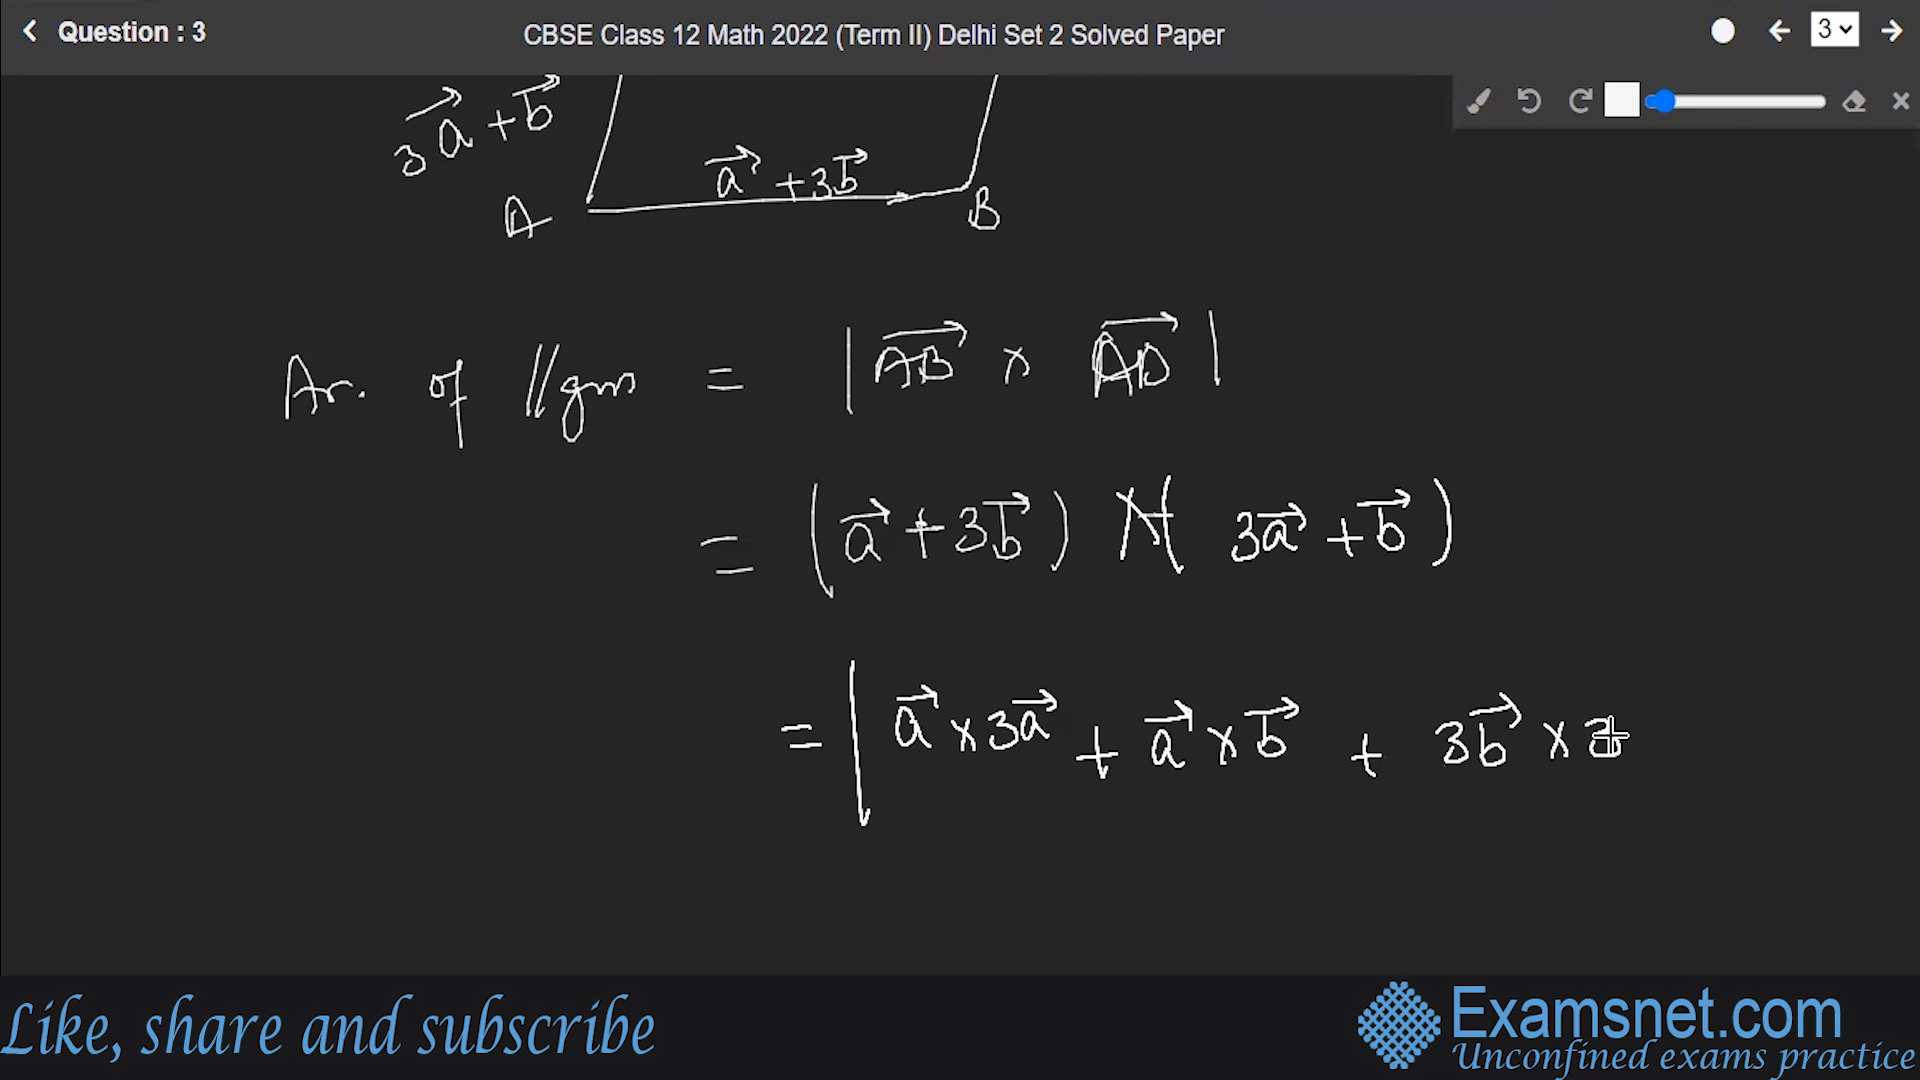 Question : 3
CBSE Class 12 Math 2022 (Term II) Delhi Set 2 Solved Paper
3
3a⃗ + b⃗
a⃗ + 3b⃗
A
B
Ar. of //gm = | AB⃗ × AD⃗ |
= (a⃗ + 3b⃗) × (3a⃗ + b⃗)
= | a⃗ × 3a⃗ + a⃗ × b⃗ + 3b⃗ ×
Like, share and subscribe
Examsnet.com
Unconfined exams practice